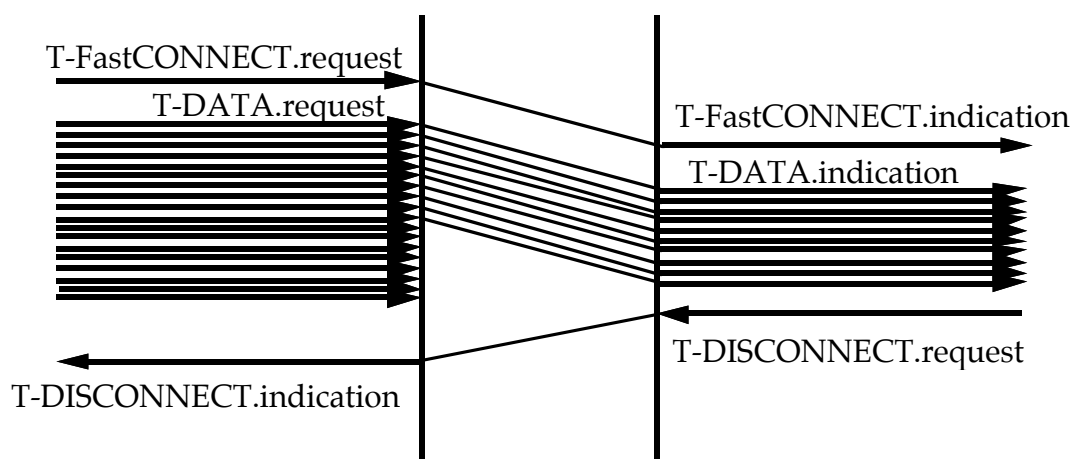 T-FastCONNECT.request
T-DATA.request
T-FastCONNECT.indication
T-DATA.indication
T-DISCONNECT.request
T-DISCONNECT.indication